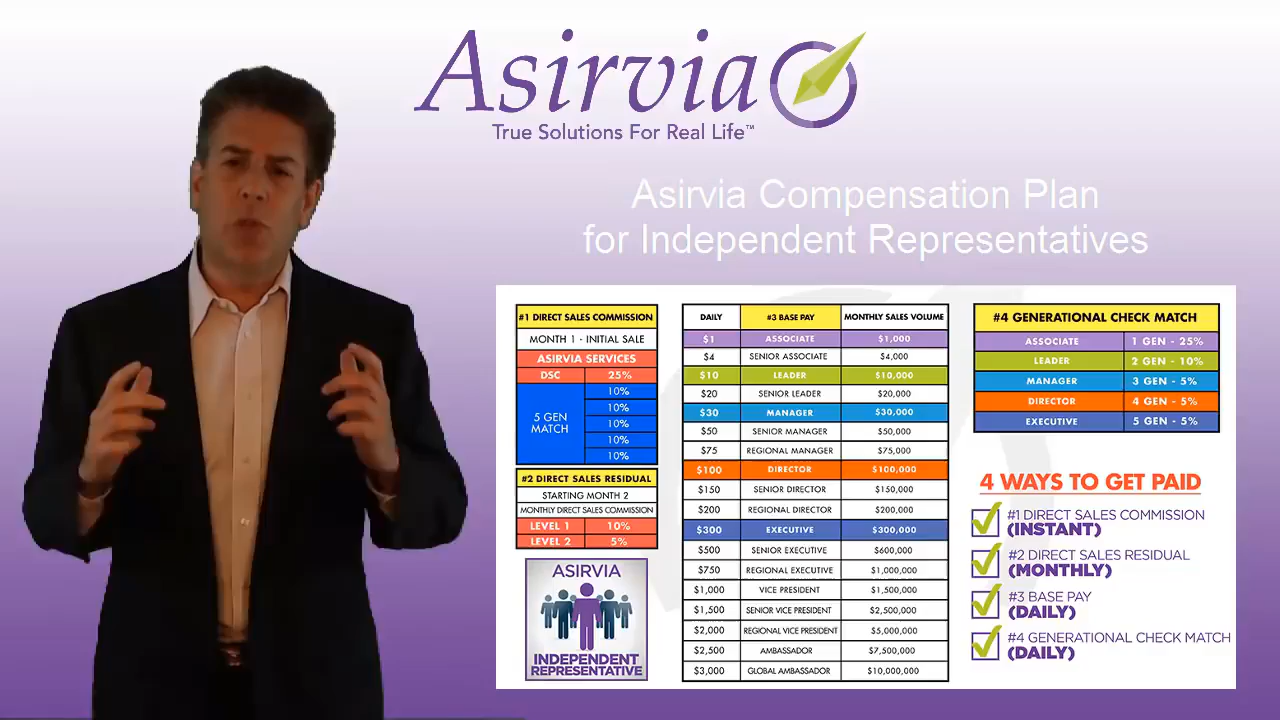 Asirvia
True Solutions For Real Life™
Asirvia Compensation Plan
for Independent Representatives
#1 DIRECT SALES COMMISSION
MONTH 1 - INITIAL SALE
ASIRVIA SERVICES
DSC 25%
5 GEN MATCH
10%
10%
10%
10%
10%
#2 DIRECT SALES RESIDUAL
STARTING MONTH 2
MONTHLY DIRECT SALES COMMISSION
LEVEL 1 10%
LEVEL 2 5%
ASIRVIA
INDEPENDENT
REPRESENTATIVE
DAILY #3 BASE PAY MONTHLY SALES VOLUME
$1 ASSOCIATE $1,000
$4 SENIOR ASSOCIATE $4,000
$10 LEADER $10,000
$20 SENIOR LEADER $20,000
$30 MANAGER $30,000
$50 SENIOR MANAGER $50,000
$75 REGIONAL MANAGER $75,000
$100 DIRECTOR $100,000
$150 SENIOR DIRECTOR $150,000
$200 REGIONAL DIRECTOR $200,000
$300 EXECUTIVE $300,000
$500 SENIOR EXECUTIVE $600,000
$750 REGIONAL EXECUTIVE $1,000,000
$1,000 VICE PRESIDENT $1,500,000
$1,500 SENIOR VICE PRESIDENT $2,500,000
$2,000 REGIONAL VICE PRESIDENT $5,000,000
$2,500 AMBASSADOR $7,500,000
$3,000 GLOBAL AMBASSADOR $10,000,000
#4 GENERATIONAL CHECK MATCH
ASSOCIATE 1 GEN - 25%
LEADER 2 GEN - 10%
MANAGER 3 GEN - 5%
DIRECTOR 4 GEN - 5%
EXECUTIVE 5 GEN - 5%
4 WAYS TO GET PAID
#1 DIRECT SALES COMMISSION
(INSTANT)
#2 DIRECT SALES RESIDUAL
(MONTHLY)
#3 BASE PAY
(DAILY)
#4 GENERATIONAL CHECK MATCH
(DAILY)